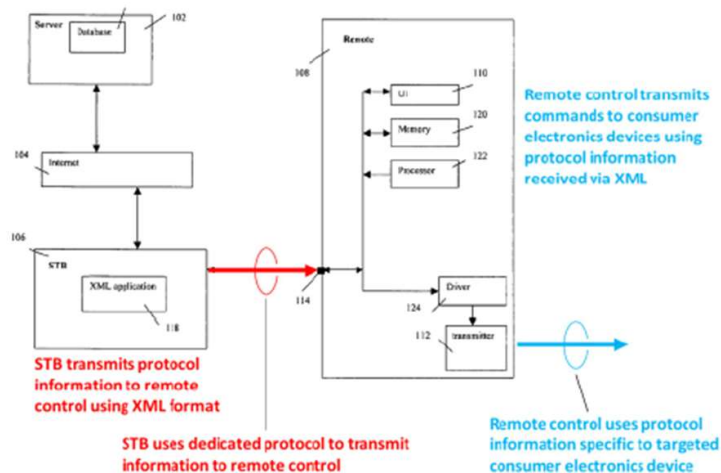 Server
Database
102
Remote
108
UI
110
Memory
120
Processor
122
Remote control transmits
commands to consumer
electronics devices using
protocol information
received via XML
104
Internet
106
STB
XML application
118
114
Driver
124
112
transmitter
STB transmits protocol
information to remote
control using XML format
STB uses dedicated protocol to transmit
information to remote control
Remote control uses protocol
information specific to targeted
consumer electronics device